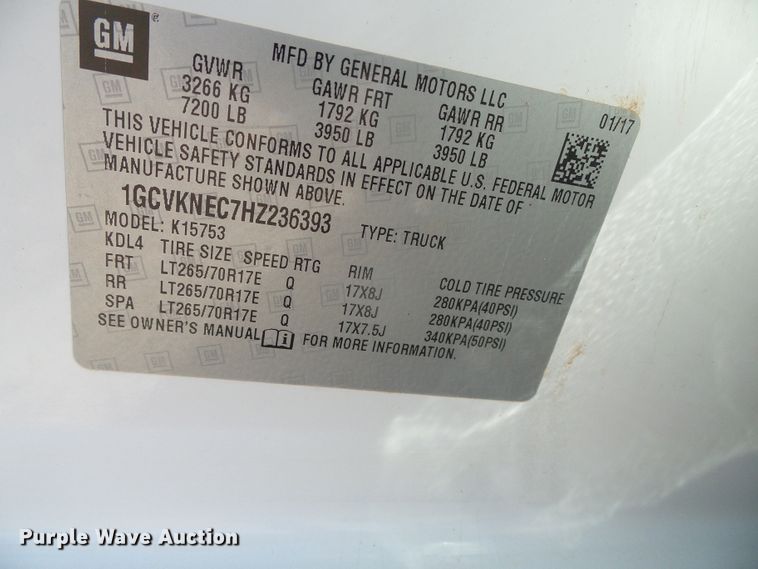 GM
MFD BY GENERAL MOTORS LLC
GVWR GAWR FRT GAWR RR 01/17
3266 KG 1792 KG 1792 KG
7200 LB 3950 LB 3950 LB
THIS VEHICLE CONFORMS TO ALL APPLICABLE U.S. FEDERAL MOTOR
VEHICLE SAFETY STANDARDS IN EFFECT ON THE DATE OF
MANUFACTURE SHOWN ABOVE.
1GCVKNEC7HZ236393 TYPE: TRUCK
MODEL: K15753
KDL4 TIRE SIZE SPEED RTG RIM COLD TIRE PRESSURE
FRT LT265/70R17E Q 17X8J 280KPA(40PSI)
RR LT265/70R17E Q 17X8J 280KPA(40PSI)
SPA LT265/70R17E Q 17X7.5J 340KPA(50PSI)
SEE OWNER'S MANUAL FOR MORE INFORMATION.
Purple Wave Auction